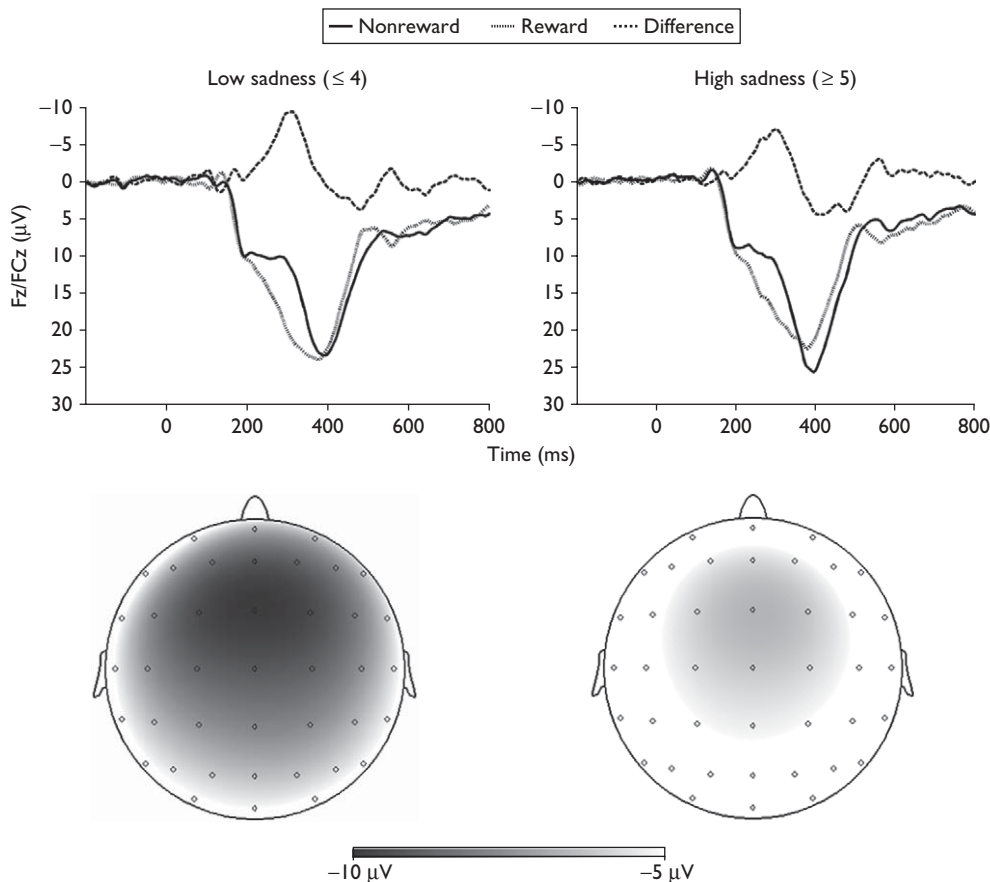 Nonreward Reward Difference
Low sadness (≤ 4)
High sadness (≥ 5)
−10
−5
0
5
10
15
20
25
30
Fz/FCz (μV)
0 200 400 600 800
−10
−5
0
5
10
15
20
25
30
0 200 400 600 800
Time (ms)
−10 μV −5 μV